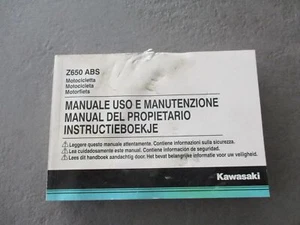 Z650 ABS
Motocicletta
Motocicleta
Motorfiets
MANUALE USO E MANUTENZIONE
MANUAL DEL PROPIETARIO
INSTRUCTIEBOEKJE
Leggere questo manuale attentamente. Contiene informazioni sulla sicurezza.
Lea cuidadosamente este manual. Contiene información de seguridad.
Lees dit handboek aandachtig door: Het bevat belangrijke informatie voor uw veiligheid.
Kawasaki